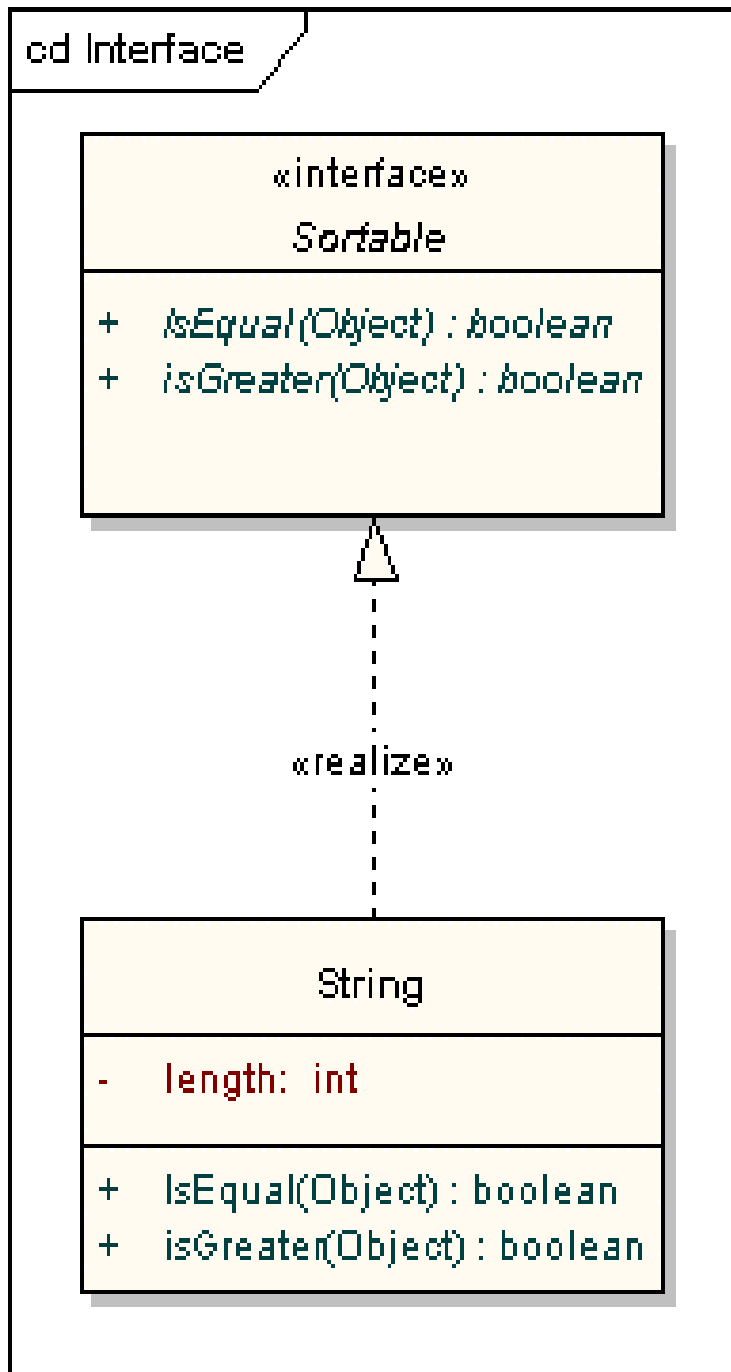 cd Interface
«interface»
Sortable
+ IsEqual(Object) : boolean
+ isGreater(Object) : boolean
«realize»
String
- length: int
+ IsEqual(Object) : boolean
+ isGreater(Object) : boolean